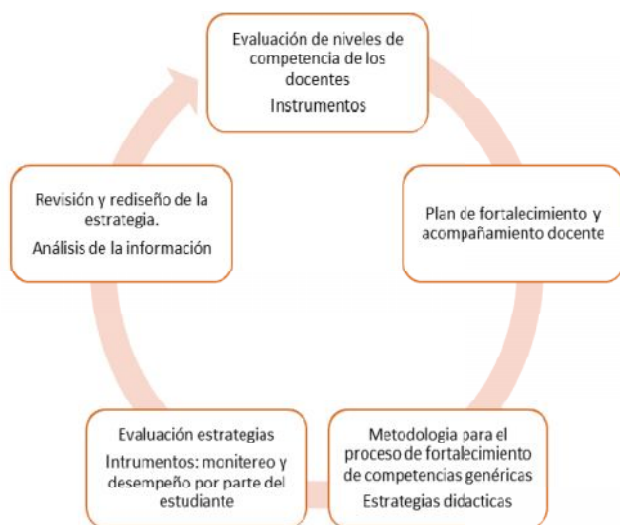 Evaluación de niveles de
competencia de los
docentes
Instrumentos
Plan de fortalecimiento y
acompañamiento docente
Metodologia para el
proceso de fortalecimiento
de competencias genéricas
Estrategias didacticas
Evaluación estrategias
Intrumentos: monitereo y
desempeño por parte del
estudiante
Revisión y rediseño de la
estrategia.
Análisis de la información